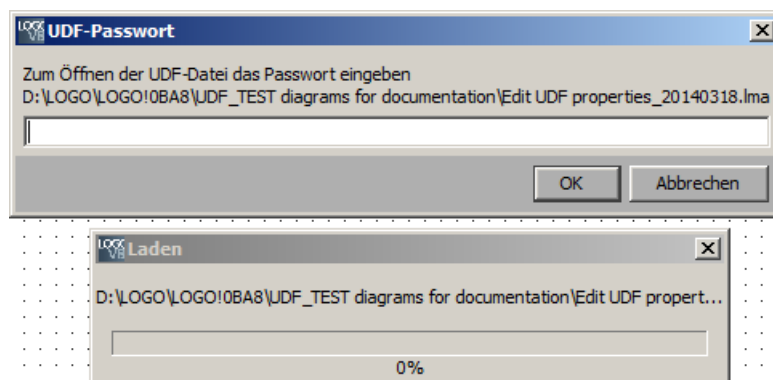 UDF-Passwort
Zum Öffnen der UDF-Datei das Passwort eingeben
D:\LOGO\LOGO!0BA8\UDF_TEST diagrams for documentation\Edit UDF properties_20140318.lma
OK Abbrechen
Laden
D:\LOGO\LOGO!0BA8\UDF_TEST diagrams for documentation\Edit UDF propert...
0%